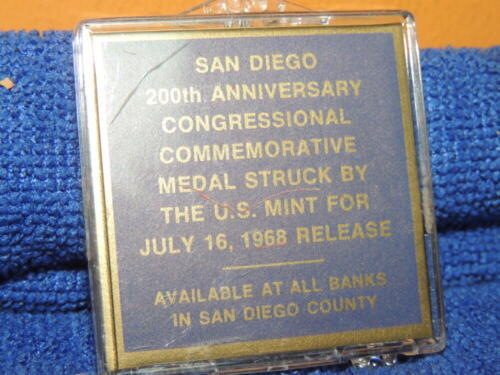 SAN DIEGO
200th ANNIVERSARY
CONGRESSIONAL
COMMEMORATIVE
MEDAL STRUCK BY
THE U.S. MINT FOR
JULY 16, 1968 RELEASE
AVAILABLE AT ALL BANKS
IN SAN DIEGO COUNTY